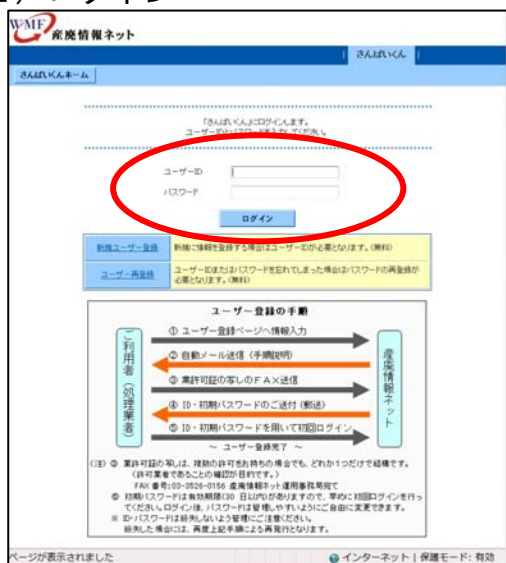 WMF 産廃情報ネット
さんぱいくん
さんぱいくんホーム
「さんぱいくん」にログインします。
ユーザーIDとパスワードを入力してください。
ユーザーID
パスワード
ログイン
新規ユーザー登録 新規に情報を登録する場合はユーザーIDが必要となります。(無料)
ユーザー再登録 ユーザーIDまたはパスワードを忘れてしまった場合はパスワードの再登録が
必要となります。(無料)
ユーザー登録の手順
ご利用者（処理業者）
① ユーザー登録ページへ情報入力
② 自動メール送信（手順説明）
③ 業許可証の写しのFAX送信
④ ID・初期パスワードのご送付（郵送）
⑤ ID・初期パスワードを用いて初回ログイン
産廃情報ネット
～ ユーザー登録完了 ～
(注) ③ 業許可証の写しは、複数の許可をお持ちの場合でも、どれか1つだけで結構です。
(許可業者であることの確認が目的です。)
FAX 番号:03-3526-0156 産廃情報ネット運用事務局宛て
⑤ 初期パスワードは有効期限(30 日以内)がありますので、早めに初回ログインを行っ
てください。ログイン後、パスワードは管理しやすいようにご自由に変更できます。
※ ID・パスワードは紛失しないよう管理にご注意ください。
紛失した場合には、再度上記手順による再発行となります。
ページが表示されました
インターネット | 保護モード: 有効